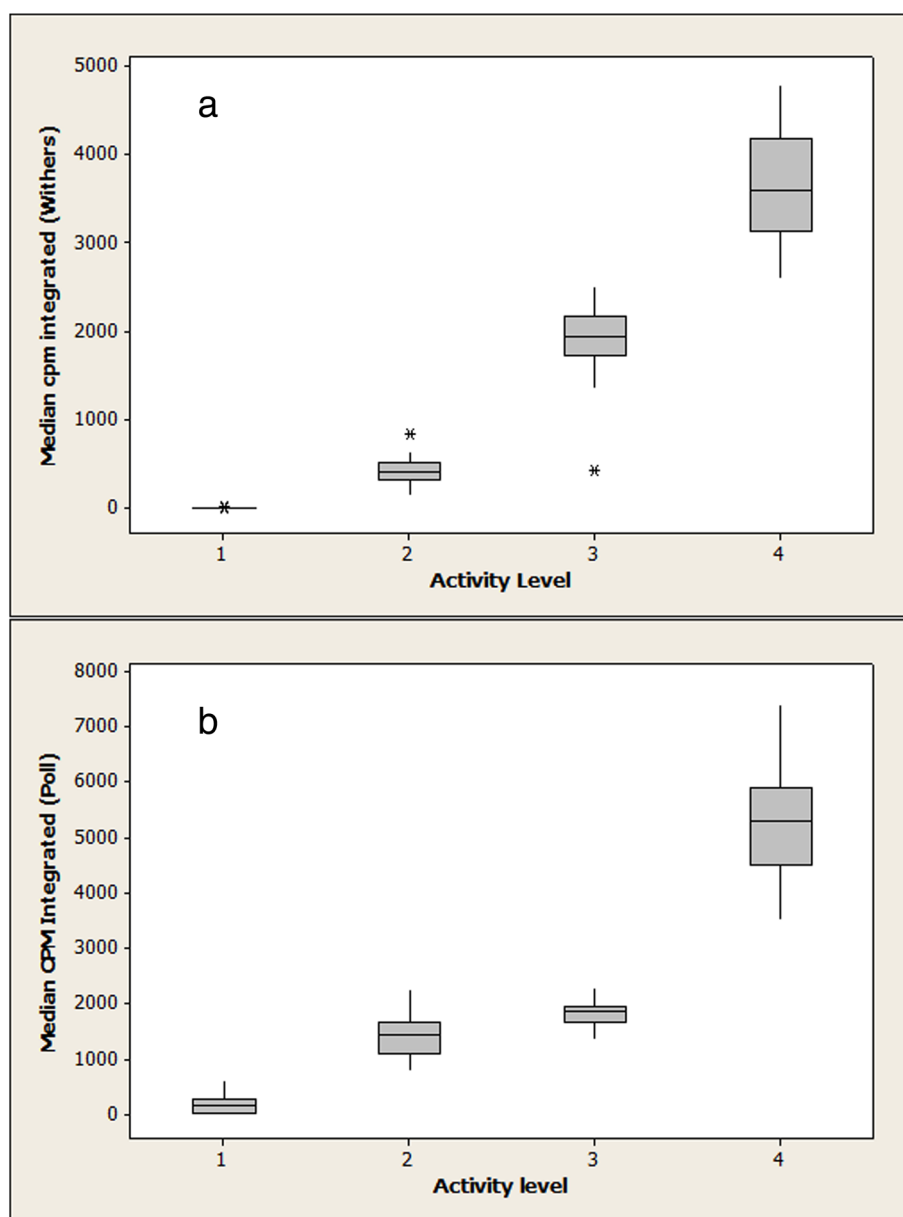 a
Median cpm integrated (Withers)
5000
4000
3000
2000
1000
0
1 2 3 4
Activity Level
b
Median CPM Integrated (Poll)
8000
7000
6000
5000
4000
3000
2000
1000
0
1 2 3 4
Activity level